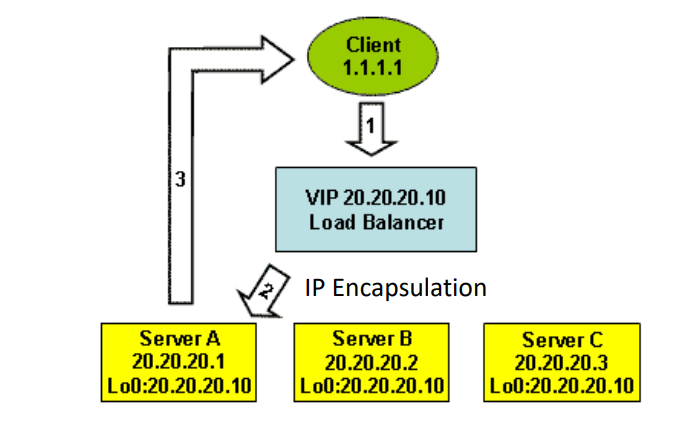 Client
1.1.1.1
1
3
VIP 20.20.20.10
Load Balancer
2
IP Encapsulation
Server A
20.20.20.1
Lo0:20.20.20.10
Server B
20.20.20.2
Lo0:20.20.20.10
Server C
20.20.20.3
Lo0:20.20.20.10